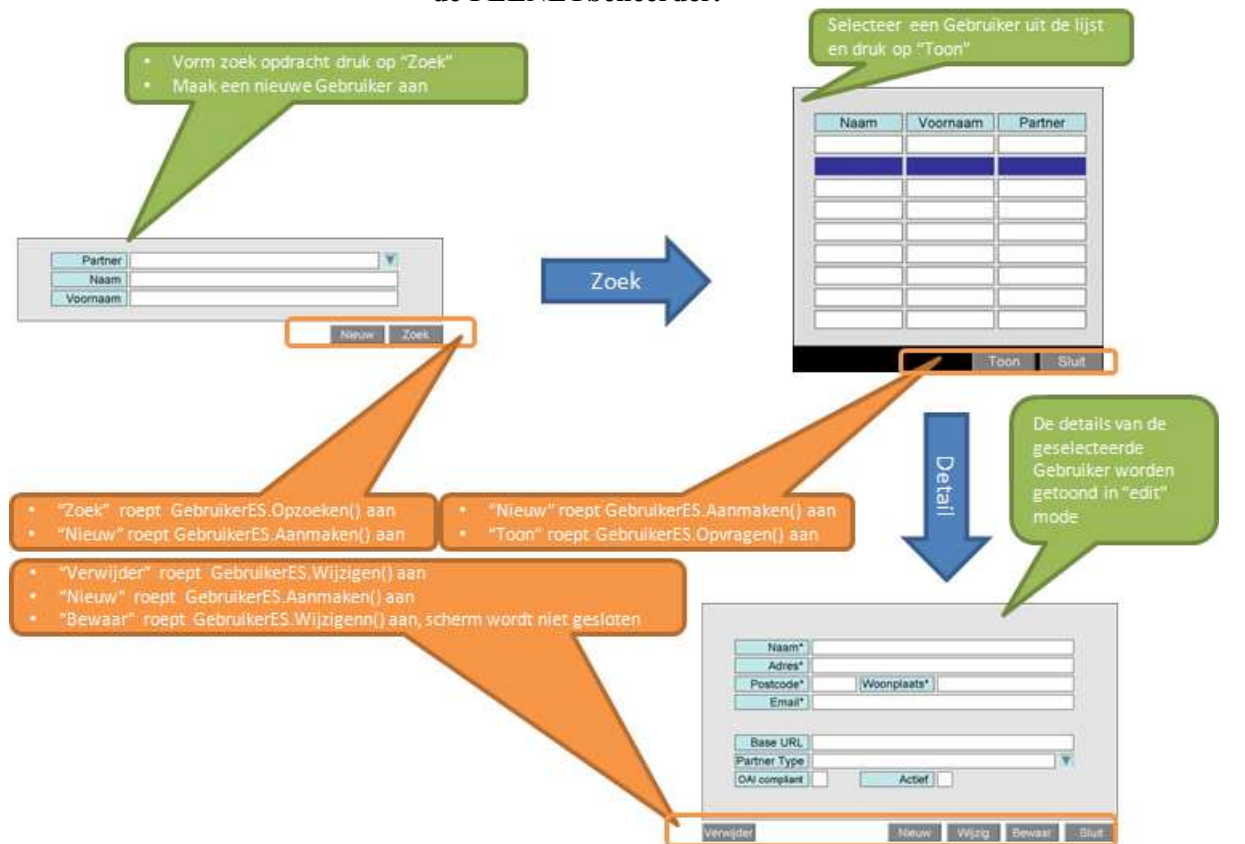 Vorm zoek opdracht druk op “Zoek”
Maak een nieuwe Gebruiker aan
Selecteer een Gebruiker uit de lijst
en druk op “Toon”
Partner
Naam
Voornaam
Nieuw Zoek
Zoek
Naam Voornaam Partner
Toon Sluit
Detail
De details van de
geselecteerde
Gebruiker worden
getoond in “edit”
mode
• “Zoek” roept GebruikerES.Opzoeken() aan
• “Nieuw” roept GebruikerES.Aanmaken() aan
• “Nieuw” roept GebruikerES.Aanmaken() aan
• “Toon” roept GebruikerES.Opvragen() aan
• “Verwijder” roept GebruikerES.Wijzigen() aan
• “Nieuw” roept GebruikerES.Aanmaken() aan
• “Bewaar” roept GebruikerES.Wijzigenn() aan, scherm wordt niet gesloten
Naam*
Adres*
Postcode* Woonplaats*
Email*
Base URL
Partner Type
OAI compliant Actief
Verwijder Nieuw Wijzig Bewaar Sluit